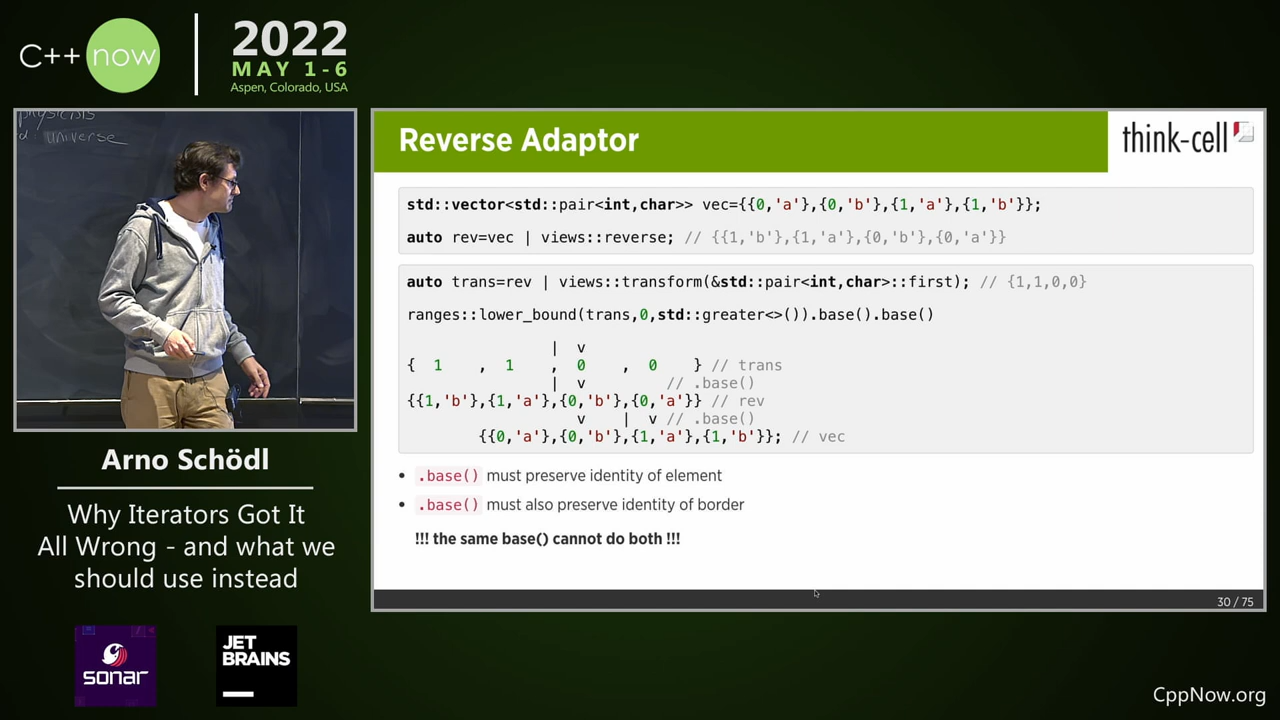 C++ now
2022
MAY 1-6
Aspen, Colorado, USA
physicists
universe
Reverse Adaptor
think-cell
std::vector<std::pair<int,char>> vec={{0,'a'},{0,'b'},{1,'a'},{1,'b'}};
auto rev=vec | views::reverse; // {{1,'b'},{1,'a'},{0,'b'},{0,'a'}}
auto trans=rev | views::transform(&std::pair<int,char>::first); // {1,1,0,0}
ranges::lower_bound(trans,0,std::greater<>()).base().base()
| v
{ 1 , 1 , 0 , 0 } // trans
| v // .base()
{{1,'b'},{1,'a'},{0,'b'},{0,'a'}} // rev
v | v // .base()
{{0,'a'},{0,'b'},{1,'a'},{1,'b'}}; // vec
• .base() must preserve identity of element
• .base() must also preserve identity of border
!!! the same base() cannot do both !!!
30 / 75
Arno Schödl
Why Iterators Got It
All Wrong - and what we
should use instead
sonar
JET
BRAINS
CppNow.org